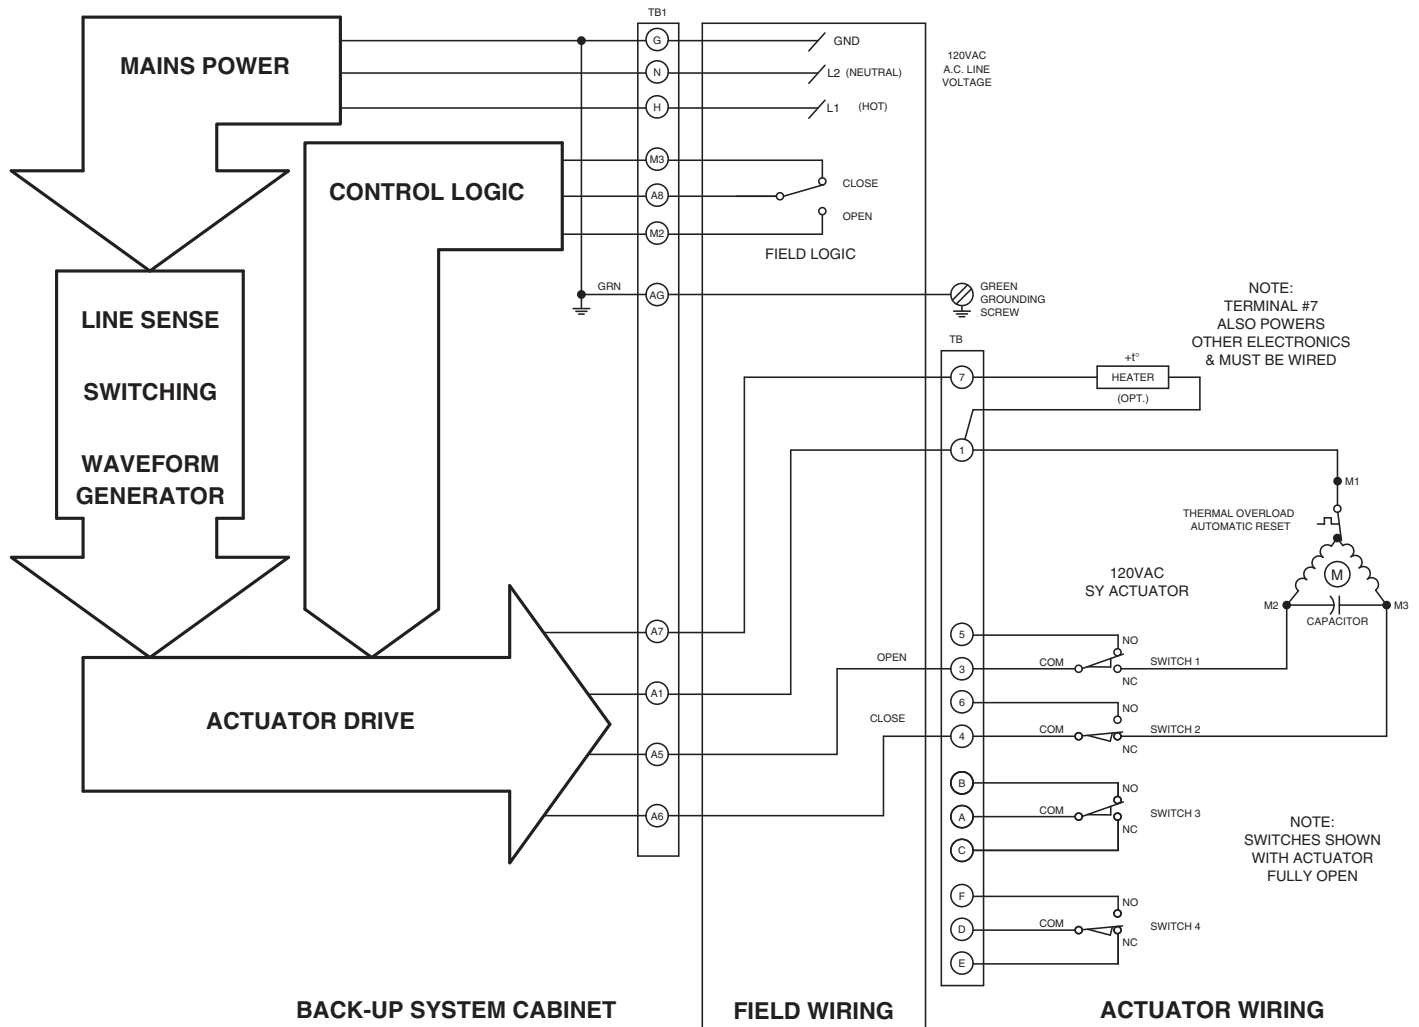 TB1
MAINS POWER
G
GND
N
L2 (NEUTRAL)
H
L1 (HOT)
120VAC
A.C. LINE
VOLTAGE
CONTROL LOGIC
M3
A8
M2
CLOSE
OPEN
FIELD LOGIC
GRN
AG
GREEN
GROUNDING
SCREW
NOTE:
TERMINAL #7
ALSO POWERS
OTHER ELECTRONICS
& MUST BE WIRED
LINE SENSE
SWITCHING
WAVEFORM
GENERATOR
TB
7
+t°
HEATER
(OPT.)
1
M1
THERMAL OVERLOAD
AUTOMATIC RESET
M
M2
M3
CAPACITOR
120VAC
SY ACTUATOR
ACTUATOR DRIVE
A7
A1
A5
A6
OPEN
CLOSE
5
NO
3
COM
SWITCH 1
NC
6
NO
4
COM
SWITCH 2
NC
B
NO
A
COM
SWITCH 3
NC
C
F
NO
D
COM
SWITCH 4
NC
E
NOTE:
SWITCHES SHOWN
WITH ACTUATOR
FULLY OPEN
BACK-UP SYSTEM CABINET
FIELD WIRING
ACTUATOR WIRING